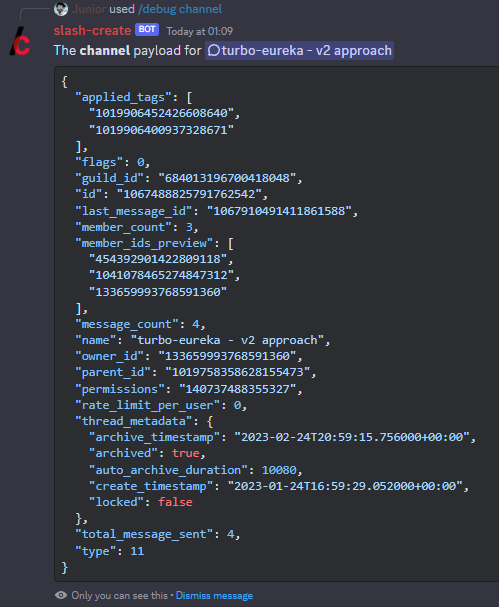 Junior used /debug channel
slash-create BOT Today at 01:09
The channel payload for turbo-eureka - v2 approach
{
  "applied_tags": [
    "1019906452426608640",
    "1019906400937328671"
  ],
  "flags": 0,
  "guild_id": "684013196700418048",
  "id": "1067488825791762542",
  "last_message_id": "1067910491411861588",
  "member_count": 3,
  "member_ids_preview": [
    "454392901422809118",
    "1041078465274847312",
    "133659993768591360"
  ],
  "message_count": 4,
  "name": "turbo-eureka - v2 approach",
  "owner_id": "133659993768591360",
  "parent_id": "1019758358628155473",
  "permissions": "140737488355327",
  "rate_limit_per_user": 0,
  "thread_metadata": {
    "archive_timestamp": "2023-02-24T20:59:15.756000+00:00",
    "archived": true,
    "auto_archive_duration": 10080,
    "create_timestamp": "2023-01-24T16:59:29.052000+00:00",
    "locked": false
  },
  "total_message_sent": 4,
  "type": 11
}
Only you can see this • Dismiss message